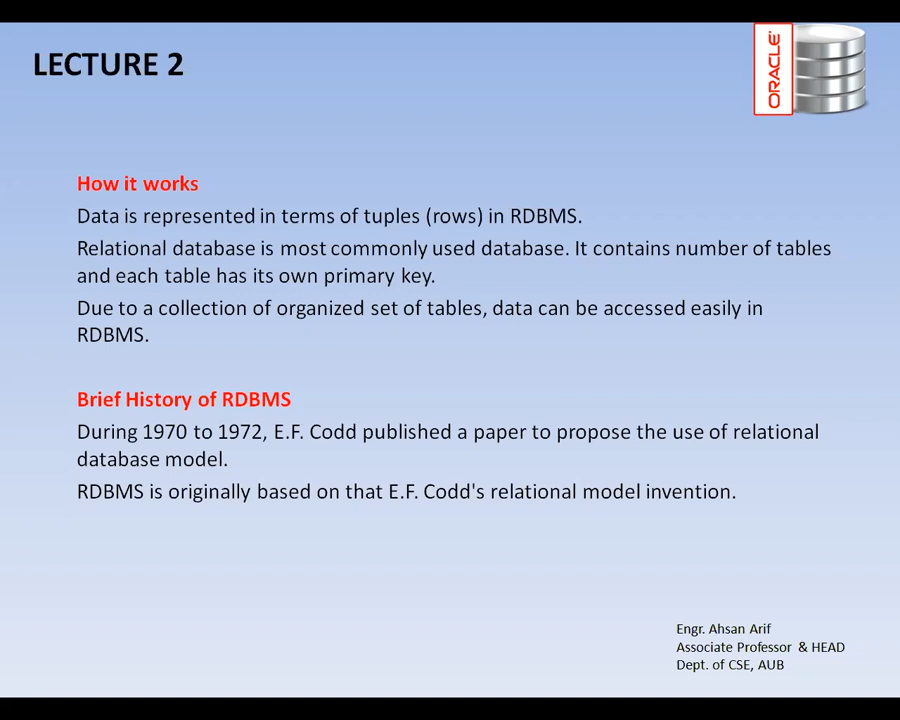 LECTURE 2
ORACLE
How it works
Data is represented in terms of tuples (rows) in RDBMS.
Relational database is most commonly used database. It contains number of tables
and each table has its own primary key.
Due to a collection of organized set of tables, data can be accessed easily in
RDBMS.
Brief History of RDBMS
During 1970 to 1972, E.F. Codd published a paper to propose the use of relational
database model.
RDBMS is originally based on that E.F. Codd's relational model invention.
Engr. Ahsan Arif
Associate Professor & HEAD
Dept. of CSE, AUB